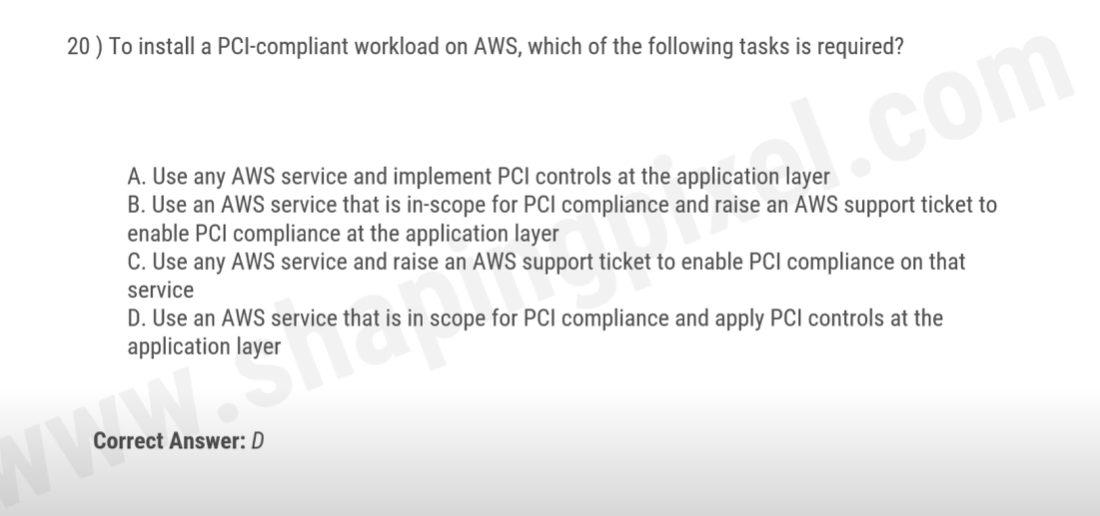 20 ) To install a PCI-compliant workload on AWS, which of the following tasks is required?
A. Use any AWS service and implement PCI controls at the application layer
B. Use an AWS service that is in-scope for PCI compliance and raise an AWS support ticket to
enable PCI compliance at the application layer
C. Use any AWS service and raise an AWS support ticket to enable PCI compliance on that
service
D. Use an AWS service that is in scope for PCI compliance and apply PCI controls at the
application layer
Correct Answer: D
www.shapingpixel.com